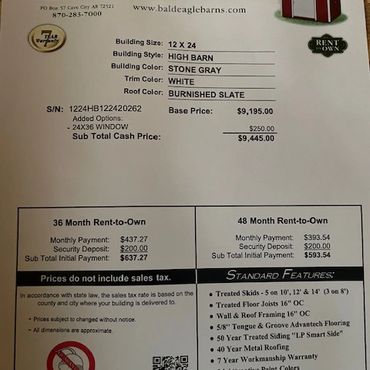 PO Box 57 Cave City AR 72521
870-283-7000
www.baldeaglebarns.com
7 YEAR
Warranty
RENT
TO
OWN
Building Size: 12 X 24
Building Style: HIGH BARN
Building Color: STONE GRAY
Trim Color: WHITE
Roof Color: BURNISHED SLATE
S/N: 1224HB122420262 Base Price: $9,195.00
Added Options:
- 24X36 WINDOW $250.00
Sub Total Cash Price: $9,445.00
36 Month Rent-to-Own
Monthly Payment: $437.27
Security Deposit: $200.00
Sub Total Initial Payment: $637.27
48 Month Rent-to-Own
Monthly Payment: $393.54
Security Deposit: $200.00
Sub Total Initial Payment: $593.54
Prices do not include sales tax.
In accordance with state law, the sales tax rate is based on the
county and city where your building is delivered to.
• Prices subject to changed without notice.
• All dimensions are approximate.
STANDARD FEATURES:
• Treated Skids - 5 on 10', 12' & 14' (3 on 8')
• Treated Floor Joists 16" OC
• Wall & Roof Framing 16" OC
• 5/8" Tongue & Groove Advantech Flooring
• 50 Year Treated Siding "LP Smart Side"
• 40 Year Metal Roofing
• 7 Year Workmanship Warranty
Paint Colors